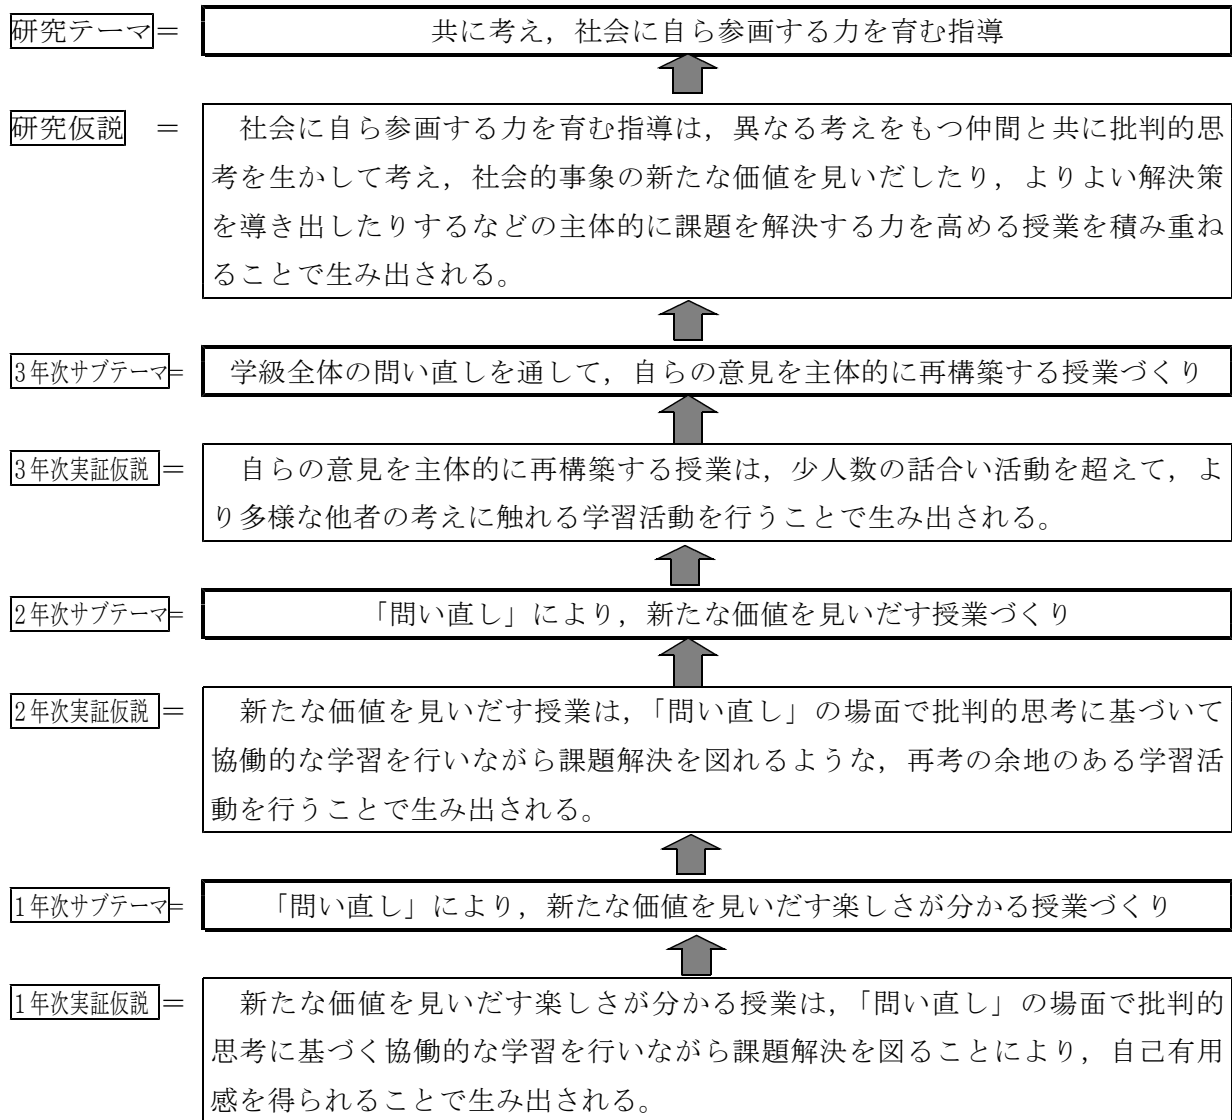 研究テーマ= 共に考え，社会に自ら参画する力を育む指導
研究仮説 = 社会に自ら参画する力を育む指導は，異なる考えをもつ仲間と共に批判的思
考を生かして考え，社会的事象の新たな価値を見いだしたり，よりよい解決策
を導き出したりするなどの主体的に課題を解決する力を高める授業を積み重ね
ることで生み出される。
3年次サブテーマ= 学級全体の問い直しを通して，自らの意見を主体的に再構築する授業づくり
3年次実証仮説= 自らの意見を主体的に再構築する授業は，少人数の話合い活動を超えて，よ
り多様な他者の考えに触れる学習活動を行うことで生み出される。
2年次サブテーマ= 「問い直し」により，新たな価値を見いだす授業づくり
2年次実証仮説= 新たな価値を見いだす授業は，「問い直し」の場面で批判的思考に基づいて
協働的な学習を行いながら課題解決を図れるような，再考の余地のある学習活
動を行うことで生み出される。
1年次サブテーマ= 「問い直し」により，新たな価値を見いだす楽しさが分かる授業づくり
1年次実証仮説= 新たな価値を見いだす楽しさが分かる授業は，「問い直し」の場面で批判的
思考に基づく協働的な学習を行いながら課題解決を図ることにより，自己有用
感を得られることで生み出される。